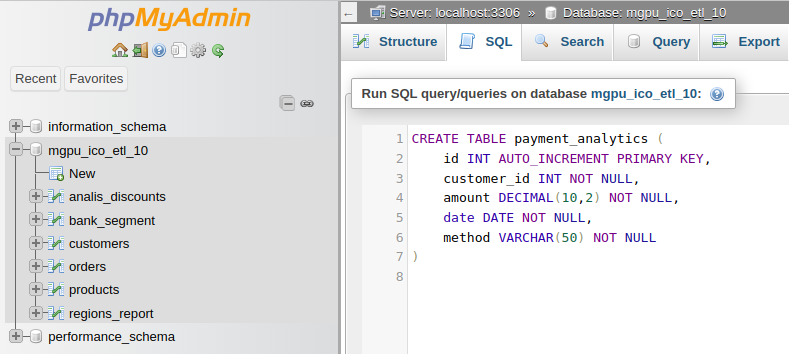 phpMyAdmin
Recent Favorites
information_schema
mgpu_ico_etl_10
New
analis_discounts
bank_segment
customers
orders
products
regions_report
performance_schema
← Server: localhost:3306 » Database: mgpu_ico_etl_10
Structure SQL Search Query Export
Run SQL query/queries on database mgpu_ico_etl_10:
1 CREATE TABLE payment_analytics (
2 id INT AUTO_INCREMENT PRIMARY KEY,
3 customer_id INT NOT NULL,
4 amount DECIMAL(10,2) NOT NULL,
5 date DATE NOT NULL,
6 method VARCHAR(50) NOT NULL
7 )
8